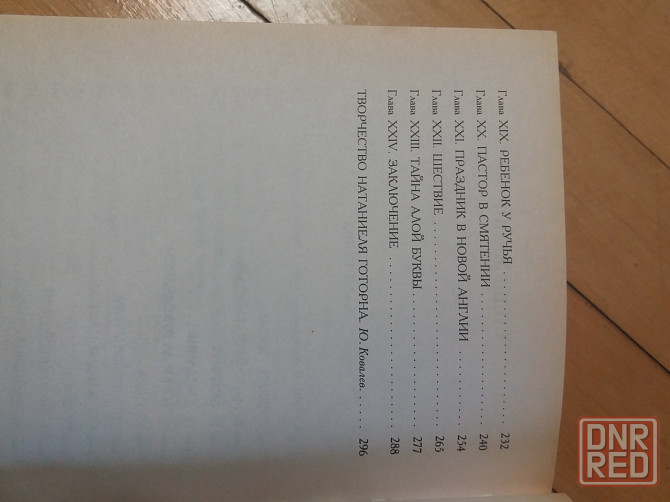 Глава XIX. РЕБЕНОК У РУЧЬЯ . . . . . . . . . . . . . . . . . . . 232
Глава XX. ПАСТОР В СМЯТЕНИИ . . . . . . . . . . . . . . . . 240
Глава XXI. ПРАЗДНИК В НОВОЙ АНГЛИИ . . . . . . . . . 254
Глава XXII. ШЕСТВИЕ . . . . . . . . . . . . . . . . . . . . . . . . 265
Глава XXIII. ТАЙНА АЛОЙ БУКВЫ . . . . . . . . . . . . . . . 277
Глава XXIV. ЗАКЛЮЧЕНИЕ . . . . . . . . . . . . . . . . . . . . 288
ТВОРЧЕСТВО НАТАНИЕЛЯ ГОТОРНА. Ю. Ковалев. . . . . . 296
DNR
RED